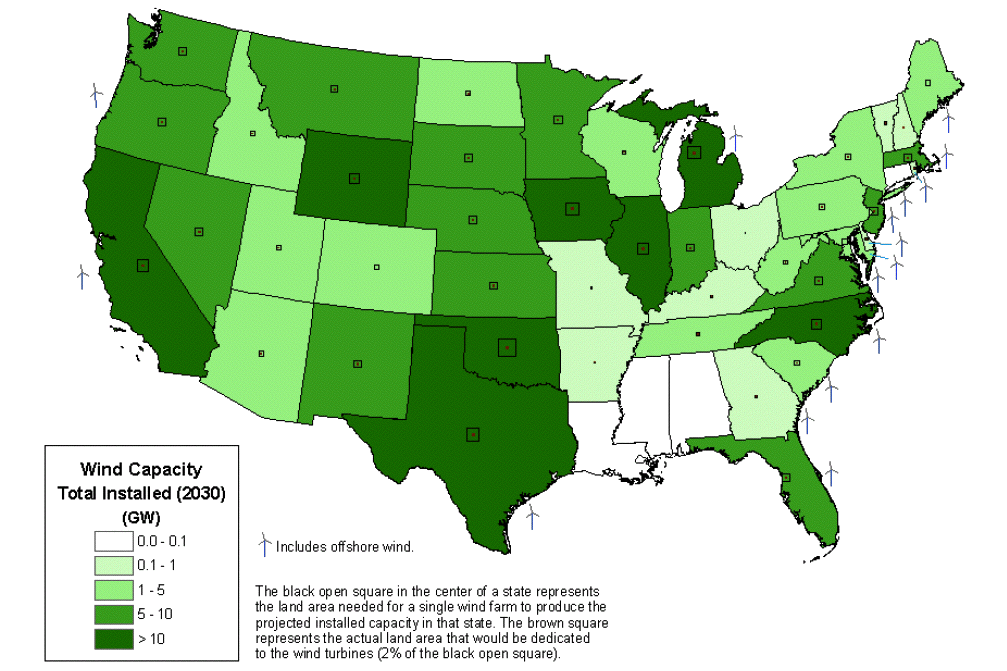 Wind Capacity
Total Installed (2030)
(GW)
0.0 - 0.1
0.1 - 1
1 - 5
5 - 10
> 10
Includes offshore wind.
The black open square in the center of a state represents
the land area needed for a single wind farm to produce the
projected installed capacity in that state. The brown square
represents the actual land area that would be dedicated
to the wind turbines (2% of the black open square).